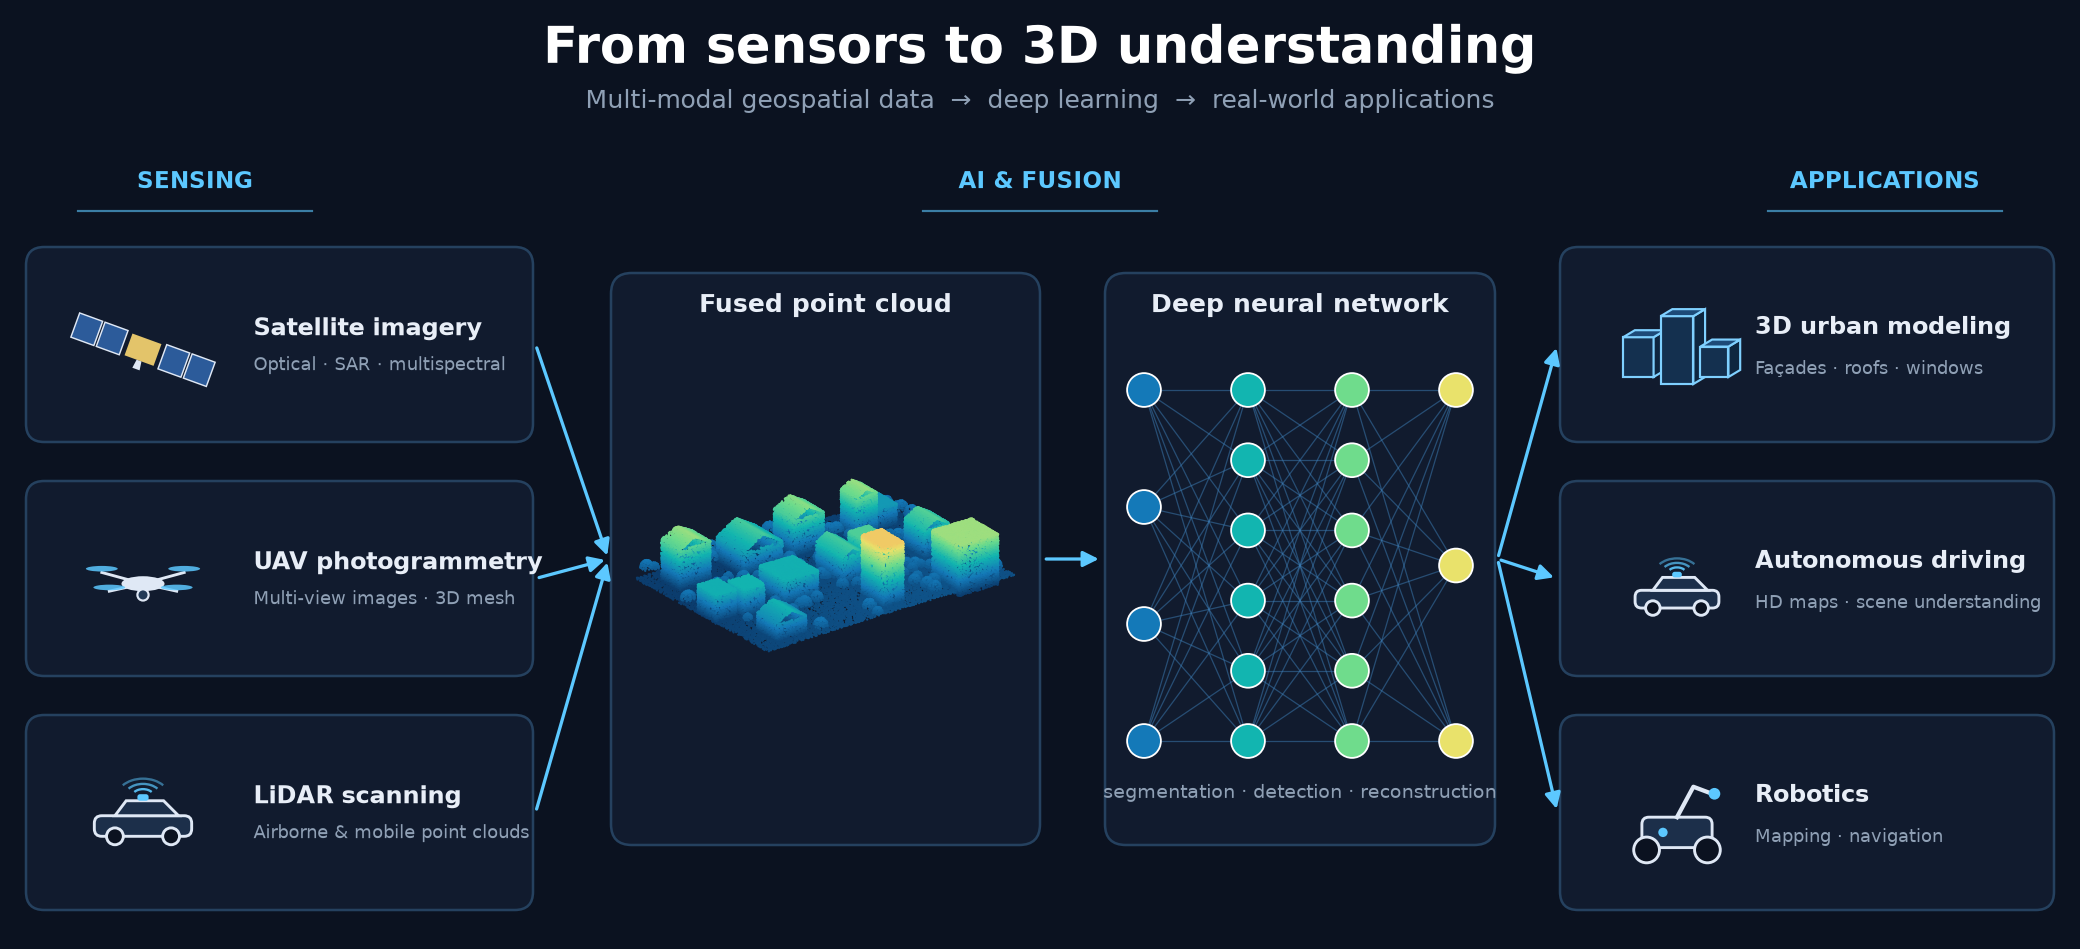 From sensors to 3D understanding
Multi-modal geospatial data → deep learning → real-world applications
SENSING
AI & FUSION
APPLICATIONS
Satellite imagery
Optical · SAR · multispectral
UAV photogrammetry
Multi-view images · 3D mesh
LiDAR scanning
Airborne & mobile point clouds
Fused point cloud
Deep neural network
segmentation · detection · reconstruction
3D urban modeling
Façades · roofs · windows
Autonomous driving
HD maps · scene understanding
Robotics
Mapping · navigation